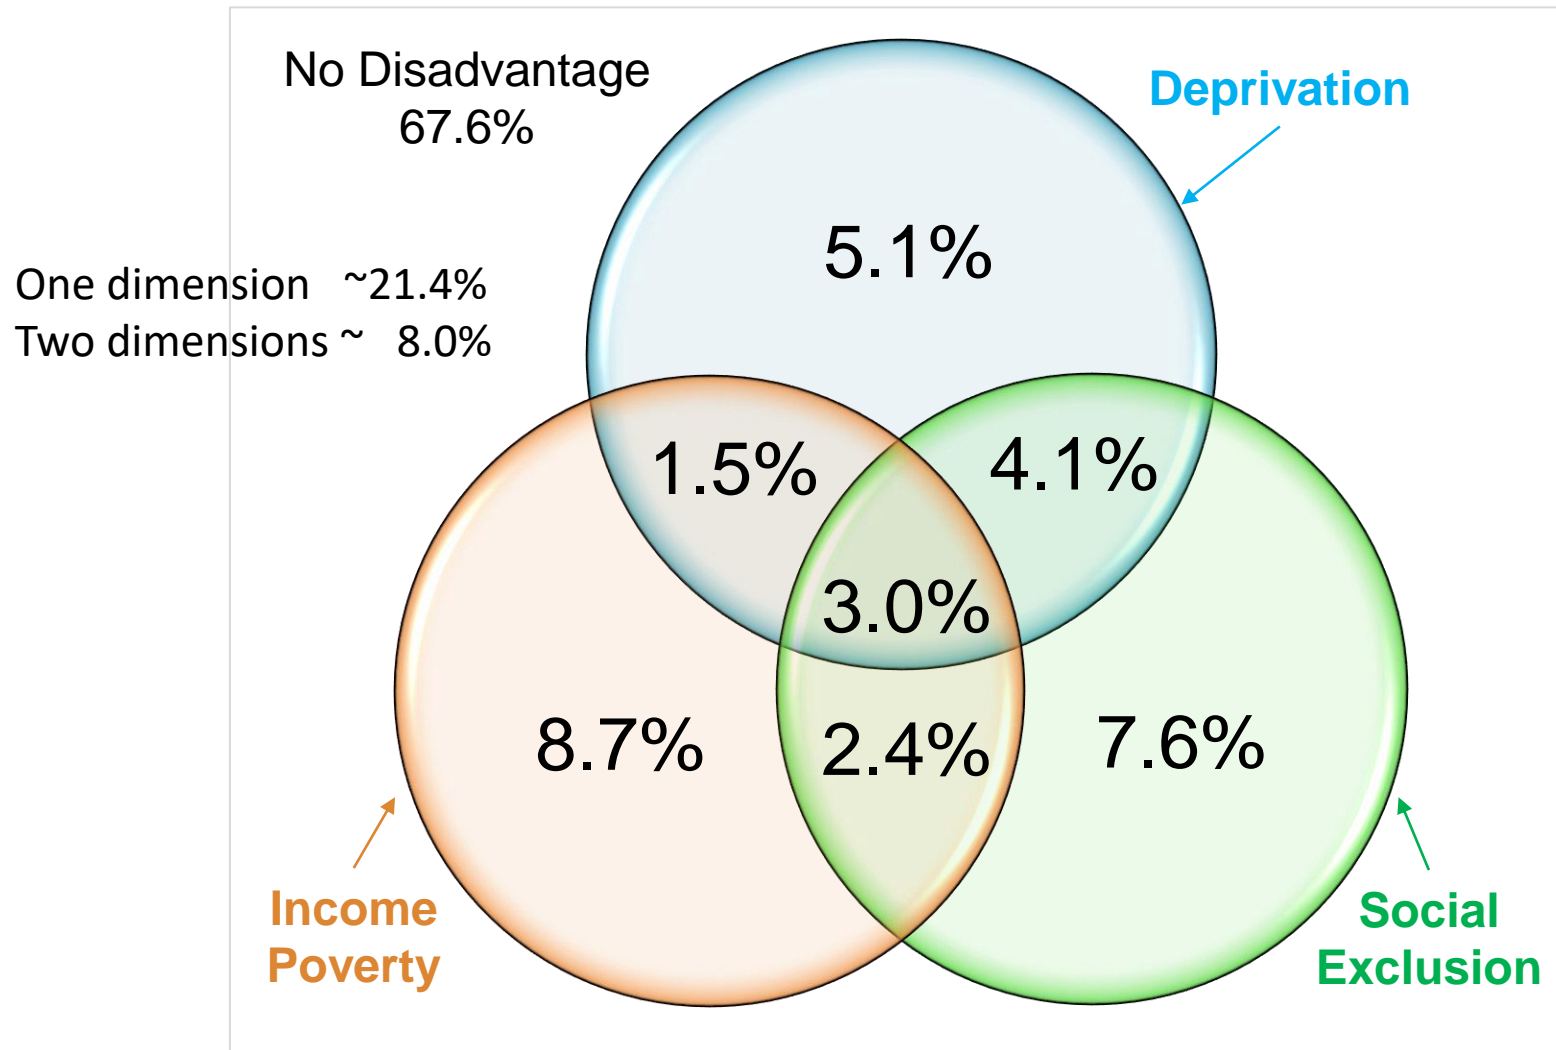 No Disadvantage
67.6%
Deprivation
5.1%
One dimension ~21.4%
Two dimensions ~ 8.0%
1.5%
4.1%
3.0%
8.7%
2.4%
7.6%
Income
Poverty
Social
Exclusion